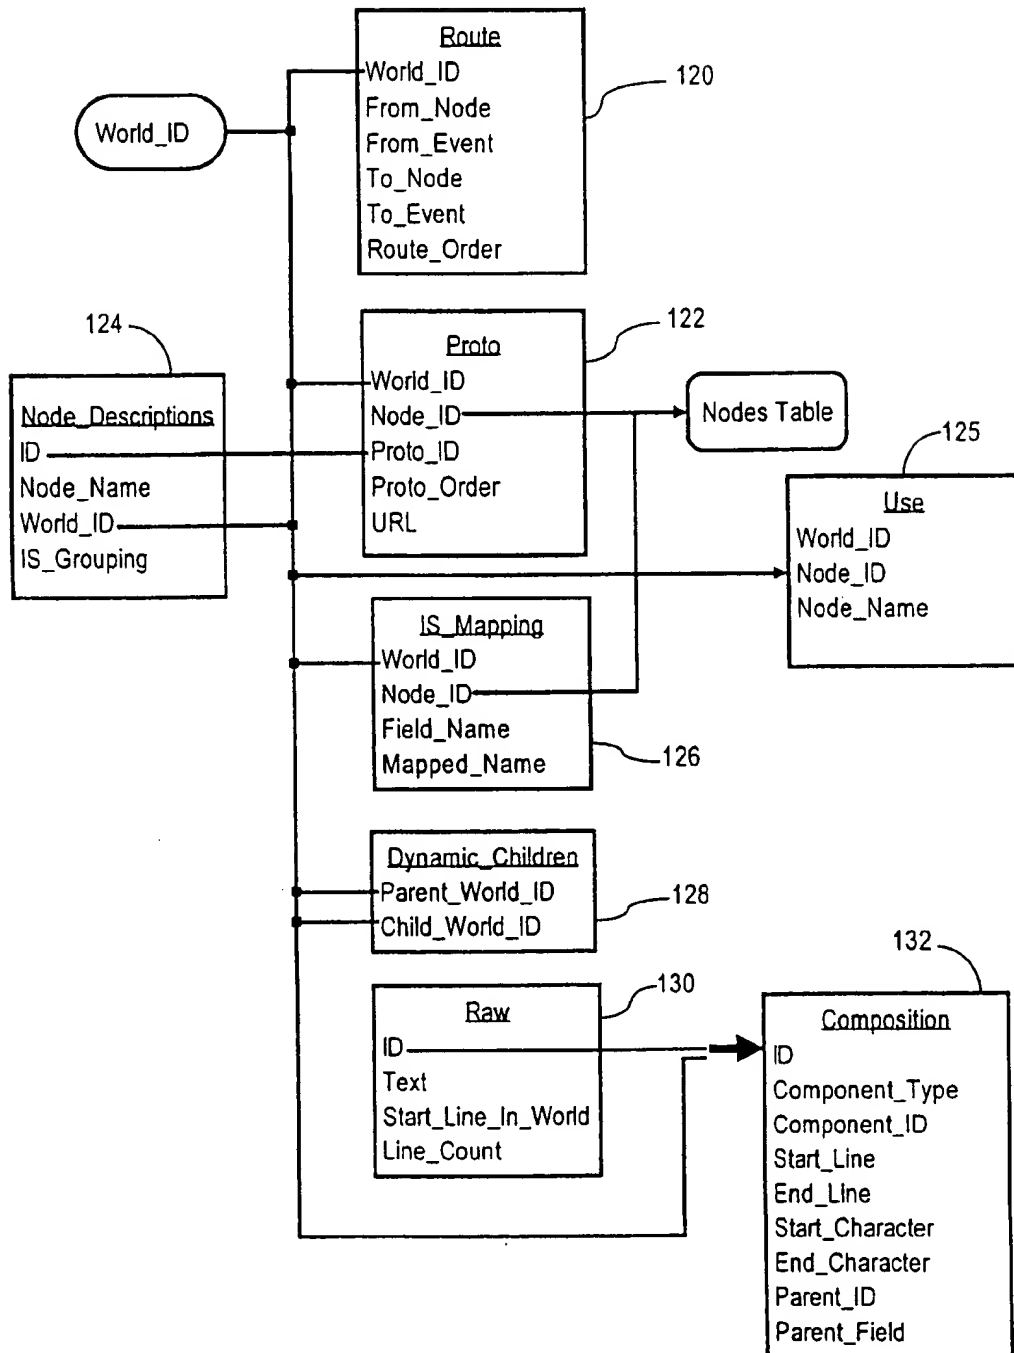 Route
World_ID
From_Node
From_Event
To_Node
To_Event
Route_Order
120
World_ID
124
Node_Descriptions
ID
Node_Name
World_ID
IS_Grouping
122
Proto
World_ID
Node_ID
Proto_ID
Proto_Order
URL
Nodes Table
125
Use
World_ID
Node_ID
Node_Name
IS_Mapping
World_ID
Node_ID
Field_Name
Mapped_Name
126
Dynamic_Children
Parent_World_ID
Child_World_ID
128
130
Raw
ID
Text
Start_Line_In_World
Line_Count
132
Composition
ID
Component_Type
Component_ID
Start_Line
End_Line
Start_Character
End_Character
Parent_ID
Parent_Field